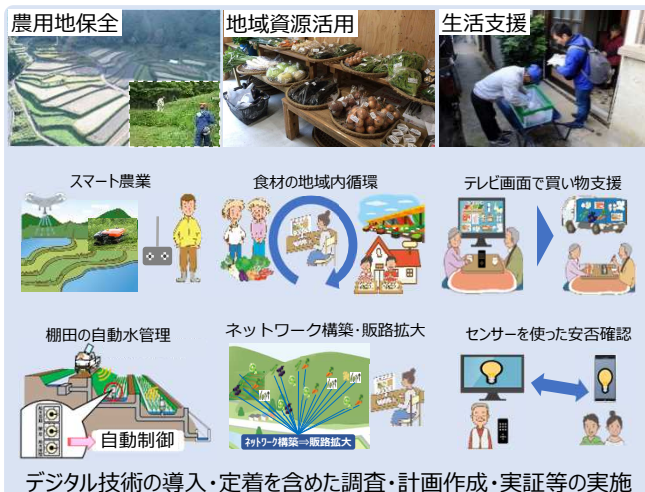 農用地保全
地域資源活用
生活支援
スマート農業
食材の地域内循環
テレビ画面で買い物支援
棚田の自動水管理
ネットワーク構築・販路拡大
センサーを使った安否確認
自動制御
ネットワーク構築⇒販路拡大
デジタル技術の導入・定着を含めた調査・計画作成・実証等の実施